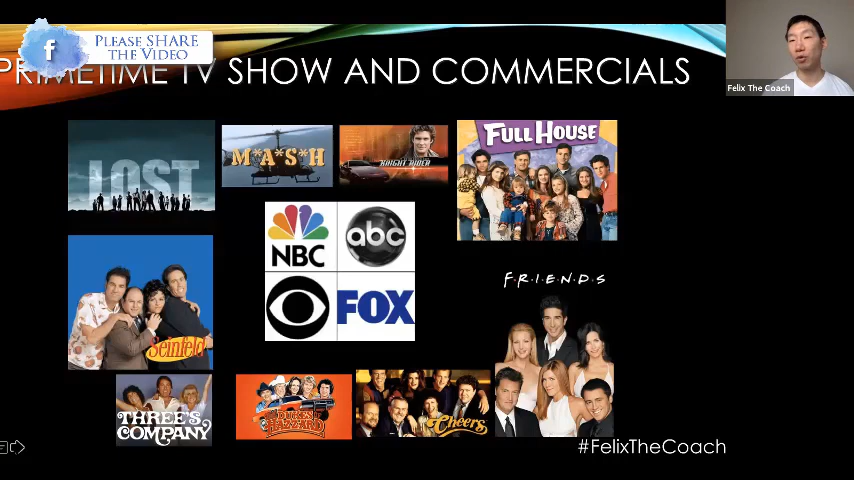 f
PLEASE SHARE
THE VIDEO
PRIMETIME TV SHOW AND COMMERCIALS
Felix The Coach
LOST
M*A*S*H
KNIGHT RIDER
FULL HOUSE
NBC
abc
FOX
F·R·I·E·N·D·S
Seinfeld
THREE'S
COMPANY
DUKES
HAZZARD
Cheers
#FelixTheCoach